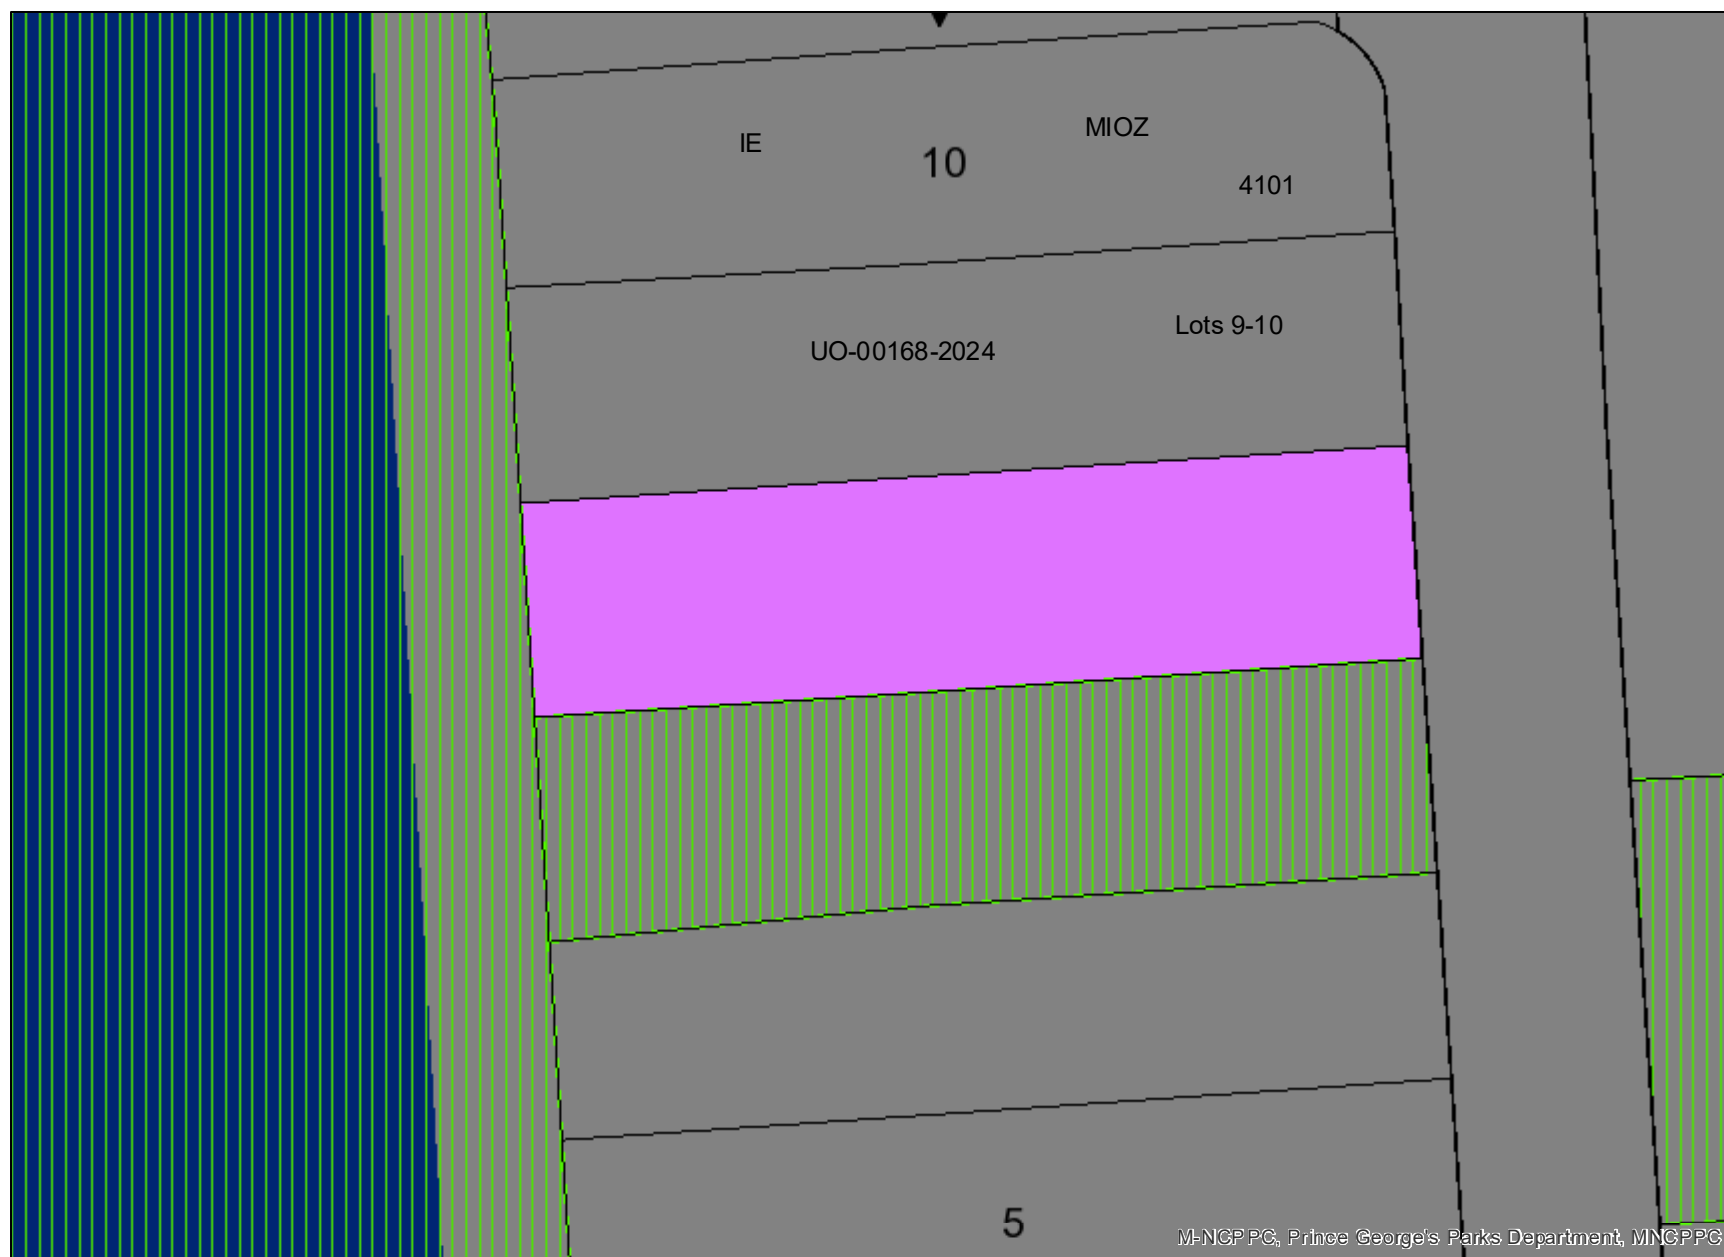 IE
MIOZ
10
4101
Lots 9-10
UO-00168-2024
5
M-NCPPC, Prince George's Parks Department, MNCPPC